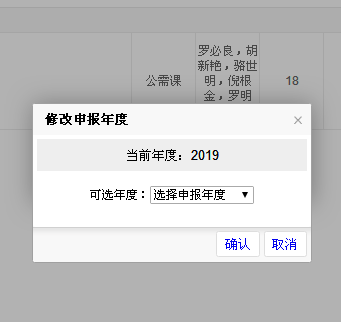 罗必良，胡
新艳，骆世
明，倪根
金，罗明
公需课
18
修改申报年度
×
当前年度：2019
可选年度：
选择申报年度
确认
取消